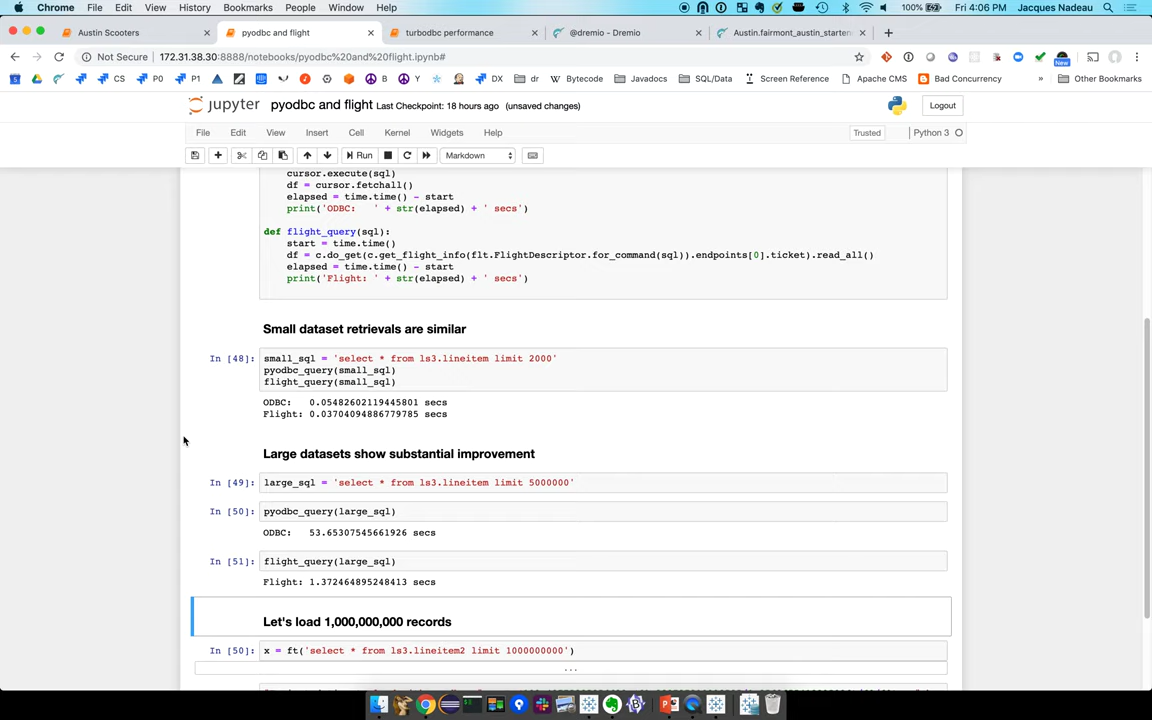 Chrome File Edit View History Bookmarks People Window Help 100% Fri 4:06 PM Jacques Nadeau
Austin Scooters pyodbc and flight turbodbc performance @dremio - Dremio Austin.fairmont_austin_starten
Not Secure 172.31.38.30:8888/notebooks/pyodbc%20and%20flight.ipynb#
CS P0 P1 B Y DX dr Bytecode Javadocs SQL/Data Screen Reference Apache CMS Bad Concurrency » Other Bookmarks
New
jupyter pyodbc and flight Last Checkpoint: 18 hours ago (unsaved changes) Logout
File Edit View Insert Cell Kernel Widgets Help Trusted Python 3
Run Markdown
cursor.execute(sql)
df = cursor.fetchall()
elapsed = time.time() - start
print('ODBC:   ' + str(elapsed) + ' secs')
def flight_query(sql):
start = time.time()
df = c.do_get(c.get_flight_info(flt.FlightDescriptor.for_command(sql)).endpoints[0].ticket).read_all()
elapsed = time.time() - start
print('Flight: ' + str(elapsed) + ' secs')
Small dataset retrievals are similar
In [48]: small_sql = 'select * from ls3.lineitem limit 2000'
pyodbc_query(small_sql)
flight_query(small_sql)
ODBC:   0.05482602119445801 secs
Flight: 0.03704094886779785 secs
Large datasets show substantial improvement
In [49]: large_sql = 'select * from ls3.lineitem limit 5000000'
In [50]: pyodbc_query(large_sql)
ODBC:   53.65307545661926 secs
In [51]: flight_query(large_sql)
Flight: 1.372464895248413 secs
Let's load 1,000,000,000 records
In [50]: x = ft('select * from ls3.lineitem2 limit 1000000000')
...